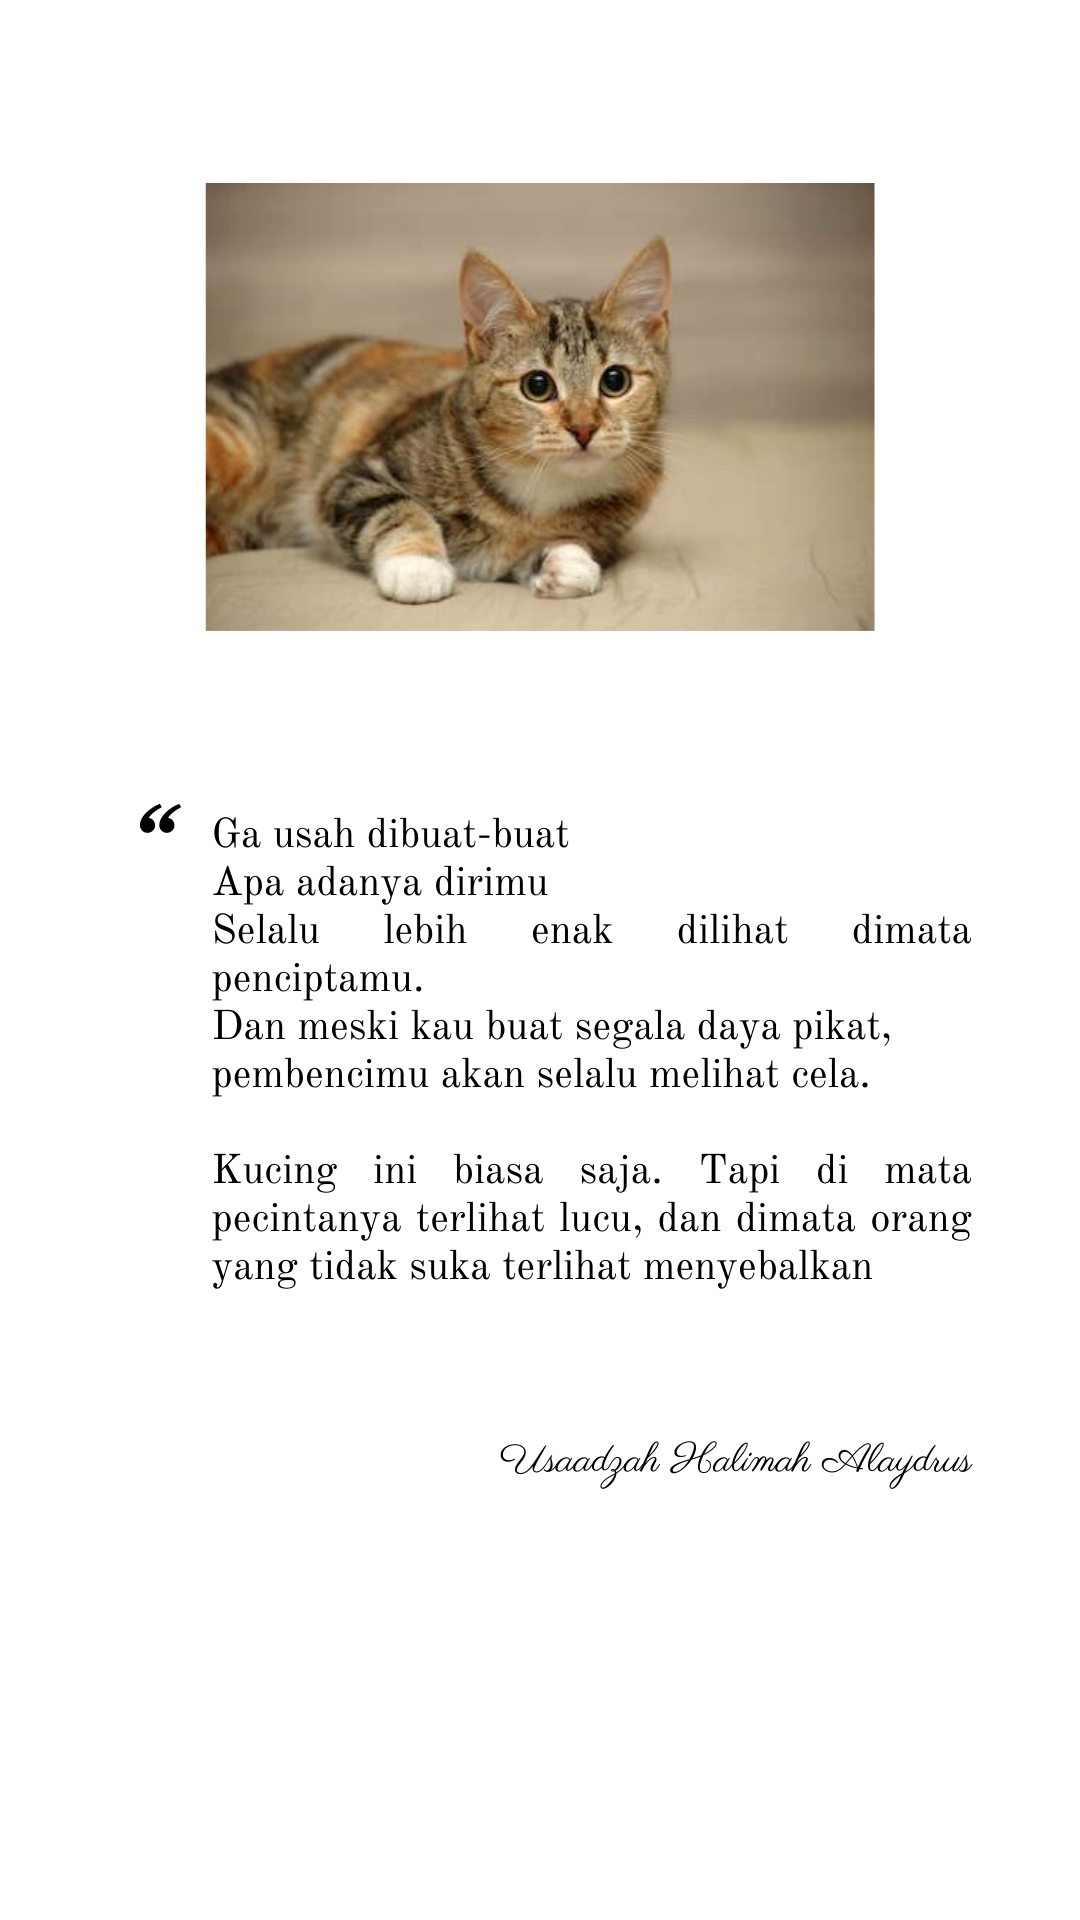 “ Ga usah dibuat-buat
Apa adanya dirimu
Selalu lebih enak dilihat dimata
penciptamu.
Dan meski kau buat segala daya pikat,
pembencimu akan selalu melihat cela.
Kucing ini biasa saja. Tapi di mata
pecintanya terlihat lucu, dan dimata orang
yang tidak suka terlihat menyebalkan
Usaadzah Halimah Alaydrus